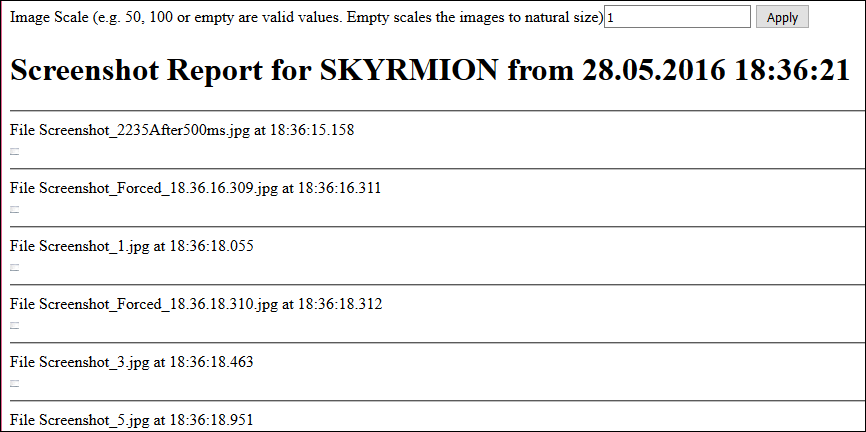 Image Scale (e.g. 50, 100 or empty are valid values. Empty scales the images to natural size) 1 Apply
Screenshot Report for SKYRMION from 28.05.2016 18:36:21
File Screenshot_2235After500ms.jpg at 18:36:15.158
File Screenshot_Forced_18.36.16.309.jpg at 18:36:16.311
File Screenshot_1.jpg at 18:36:18.055
File Screenshot_Forced_18.36.18.310.jpg at 18:36:18.312
File Screenshot_3.jpg at 18:36:18.463
File Screenshot_5.jpg at 18:36:18.951